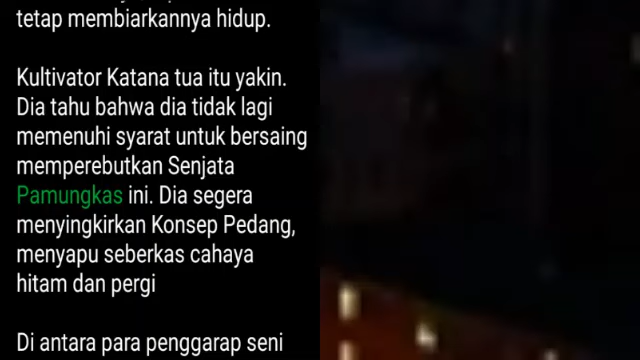 tetap membiarkannya hidup.
Kultivator Katana tua itu yakin.
Dia tahu bahwa dia tidak lagi
memenuhi syarat untuk bersaing
memperebutkan Senjata
Pamungkas ini. Dia segera
menyingkirkan Konsep Pedang,
menyapu seberkas cahaya
hitam dan pergi
Di antara para penggarap seni